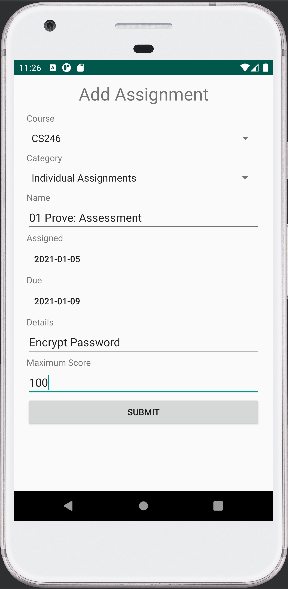 11:26
Add Assignment
Course
CS246
Category
Individual Assignments
Name
01 Prove: Assessment
Assigned
2021-01-05
Due
2021-01-09
Details
Encrypt Password
Maximum Score
100
SUBMIT